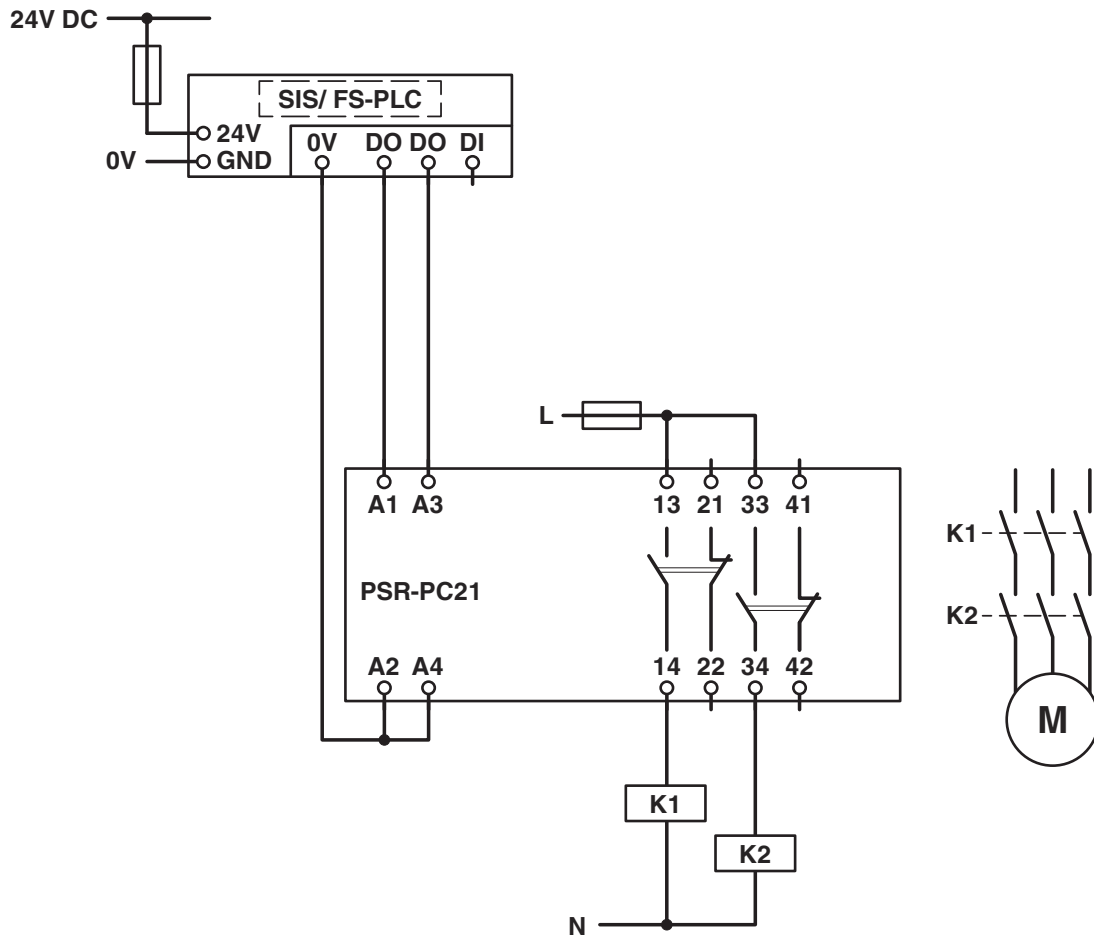 24V DC
SIS/ FS-PLC
24V
0V DO DO DI
0V
GND
L
A1 A3
13 21 33 41
K1
PSR-PC21
K2
A2 A4
14 22 34 42
M
K1
K2
N